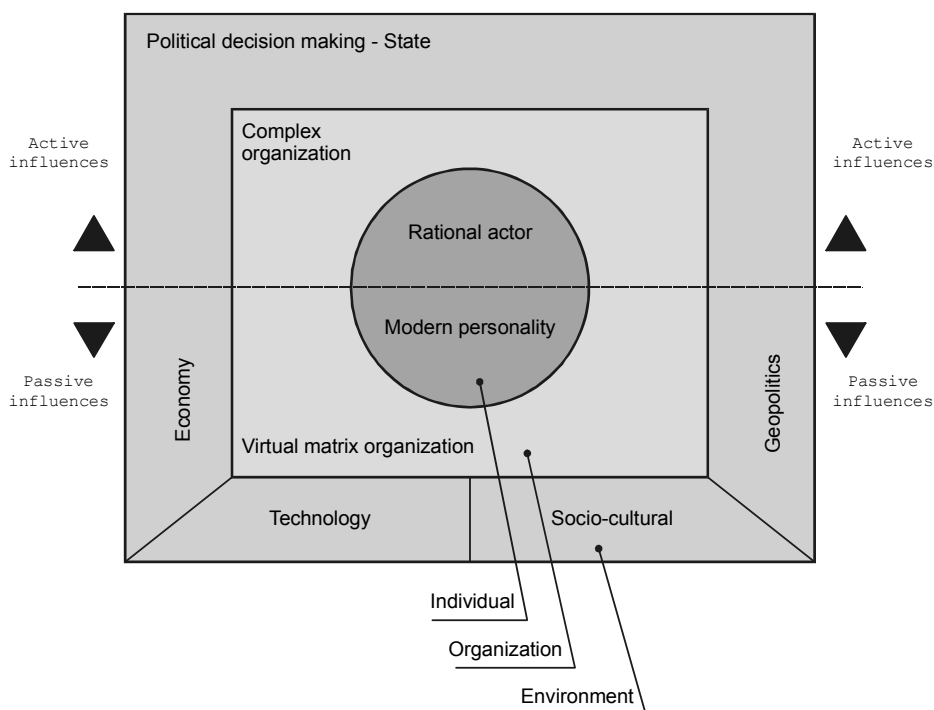 Political decision making - State
Complex
organization
Active
influences
Active
influences
Rational actor
Modern personality
Passive
influences
Passive
influences
Economy
Geopolitics
Virtual matrix organization
Technology
Socio-cultural
Individual
Organization
Environment